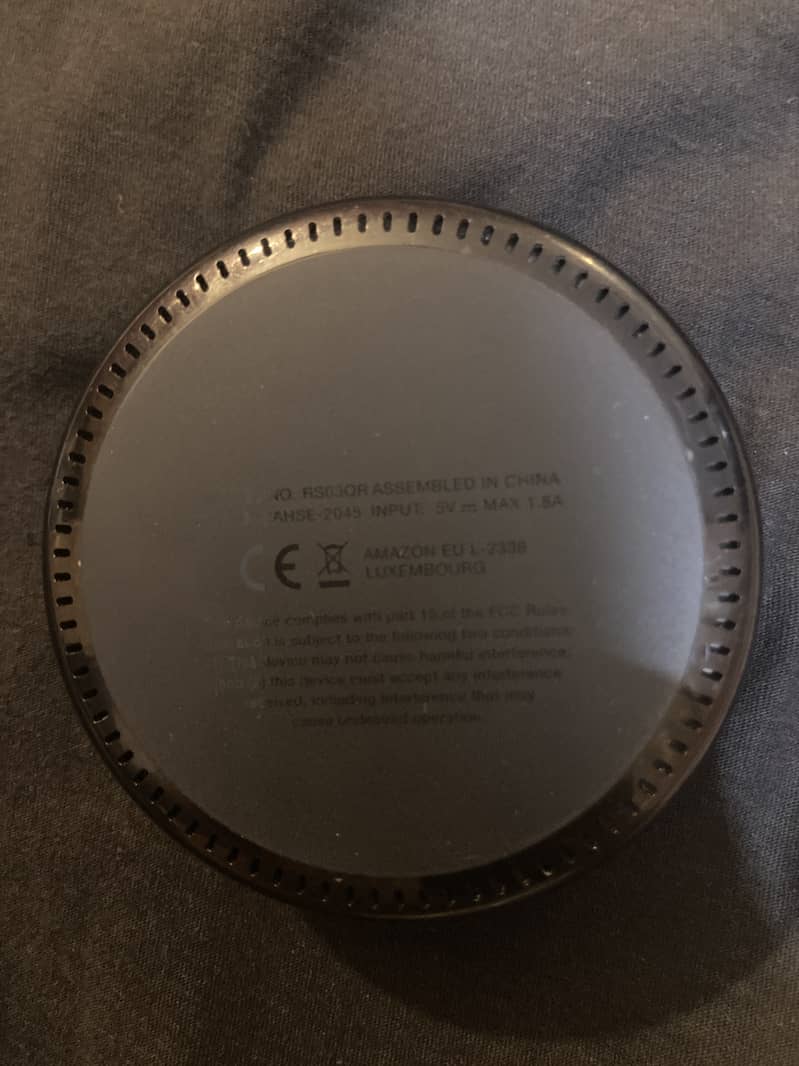 NO. RS03QR ASSEMBLED IN CHINA
INPUT: 5V MAX 1.8A
CE AMAZON EU L-2338
LUXEMBOURG
complies with part 15 of the FCC Rules.
is subject to the following two conditions:
device may not cause harmful interference,
this device must accept any interference
including interference that may
cause undesired operation.